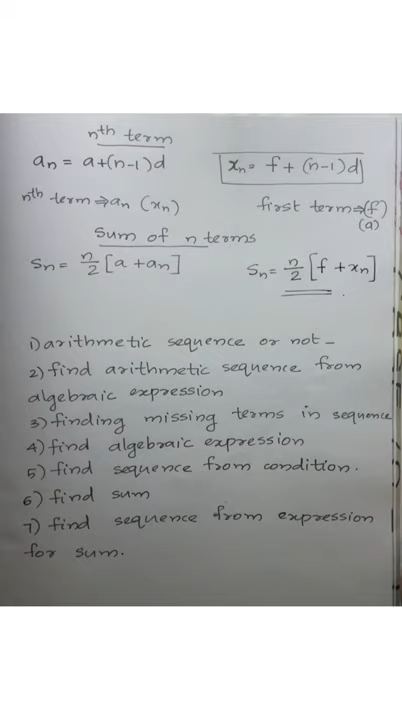 nth term
an = a+(n-1)d
xn = f + (n-1)d
nth term ⇒ an (xn)
first term ⇒ (f)
(a)
Sum of n terms
Sn = n/2 [a + an]
Sn = n/2 [f + xn]
1) arithmetic sequence or not -
2) find arithmetic sequence from
algebraic expression
3) finding missing terms in sequence
4) find algebraic expression
5) find sequence from condition.
6) find sum
7) find sequence from expression
for sum.